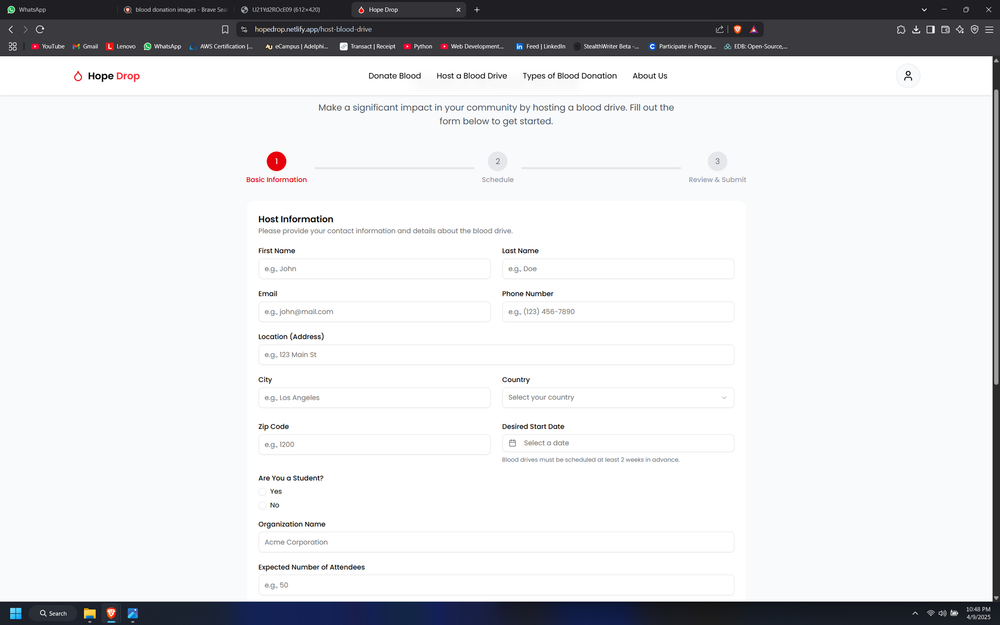 WhatsApp
blood donation images - Brave Sea
U21Yd2ROcE09 (612×420)
Hope Drop
hopedrop.netlify.app/host-blood-drive
YouTube
Gmail
Lenovo
WhatsApp
AWS Certification |...
eCampus | Adelphi...
Transact | Receipt
Python
Web Development...
Feed | LinkedIn
StealthWriter Beta -...
Participate in Progra...
EDB: Open-Source,...
Hope Drop
Donate Blood
Host a Blood Drive
Types of Blood Donation
About Us
Make a significant impact in your community by hosting a blood drive. Fill out the
form below to get started.
1
2
3
Basic Information
Schedule
Review & Submit
Host Information
Please provide your contact information and details about the blood drive.
First Name
Last Name
e.g., John
e.g., Doe
Email
Phone Number
e.g., john@mail.com
e.g., (123) 456-7890
Location (Address)
e.g., 123 Main St
City
Country
e.g., Los Angeles
Select your country
Zip Code
Desired Start Date
e.g., 1200
Select a date
Blood drives must be scheduled at least 2 weeks in advance.
Are You a Student?
Yes
No
Organization Name
Acme Corporation
Expected Number of Attendees
e.g., 50
Search
10:48 PM
4/9/2025